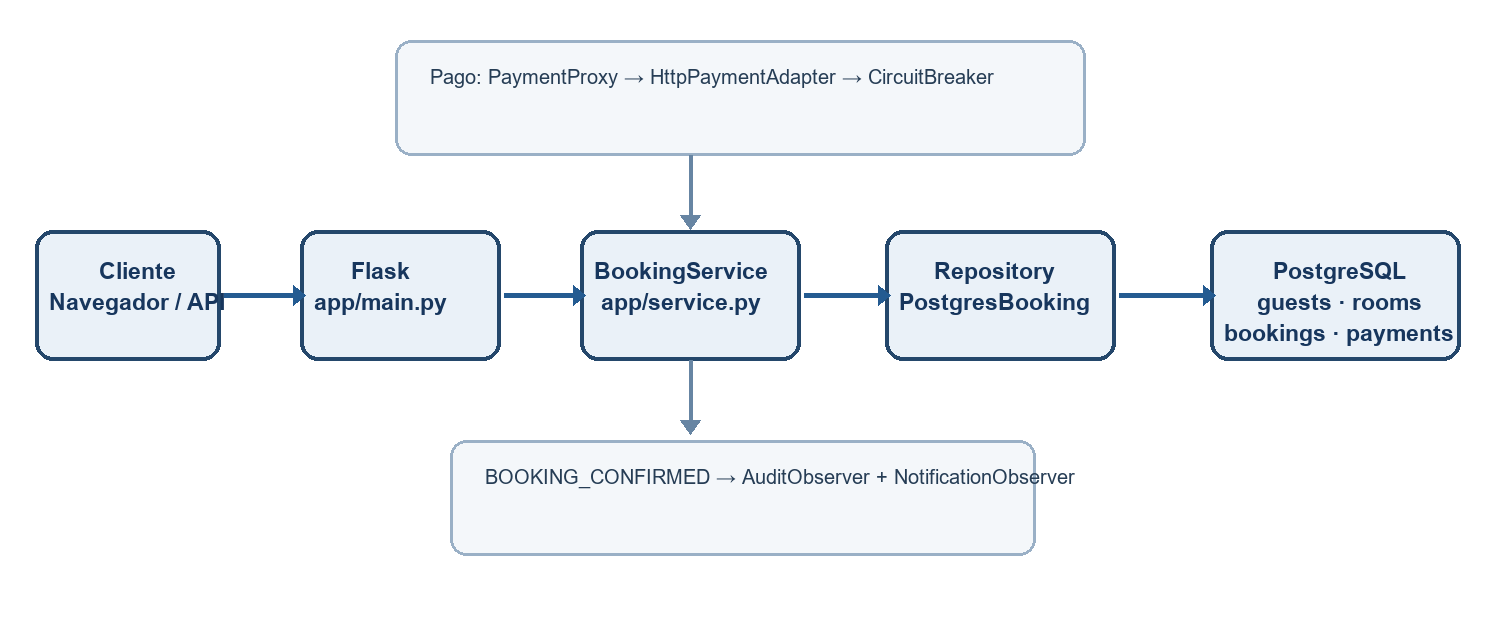 Pago: PaymentProxy → HttpPaymentAdapter → CircuitBreaker
Cliente
Navegador / API
Flask
app/main.py
BookingService
app/service.py
Repository
PostgresBooking
PostgreSQL
guests · rooms
bookings · payments
BOOKING_CONFIRMED → AuditObserver + NotificationObserver